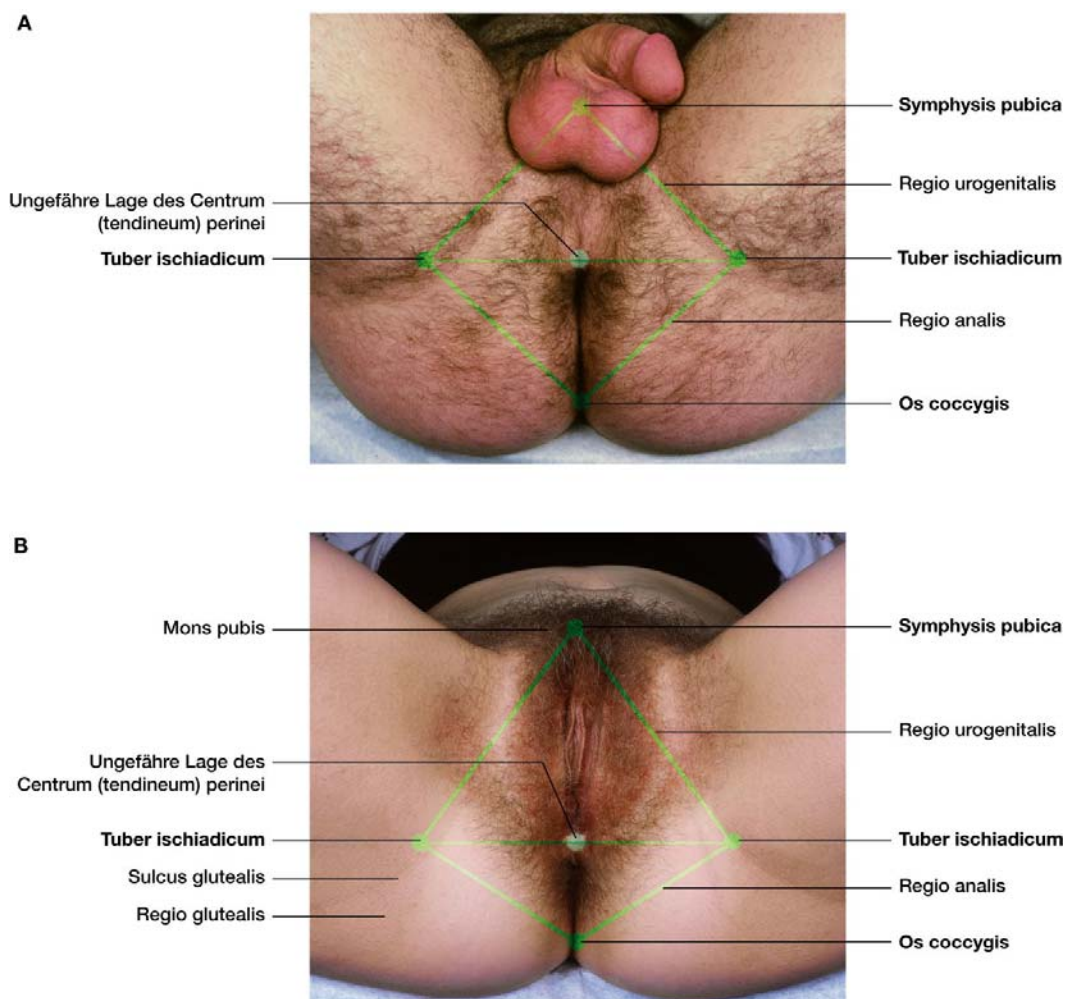 A
Symphysis pubica
Regio urogenitalis
Ungefähre Lage des Centrum
(tendineum) perinei
Tuber ischiadicum
Tuber ischiadicum
Regio analis
Os coccygis
B
Mons pubis
Symphysis pubica
Regio urogenitalis
Ungefähre Lage des
Centrum (tendineum) perinei
Tuber ischiadicum
Tuber ischiadicum
Sulcus glutealis
Regio analis
Regio glutealis
Os coccygis